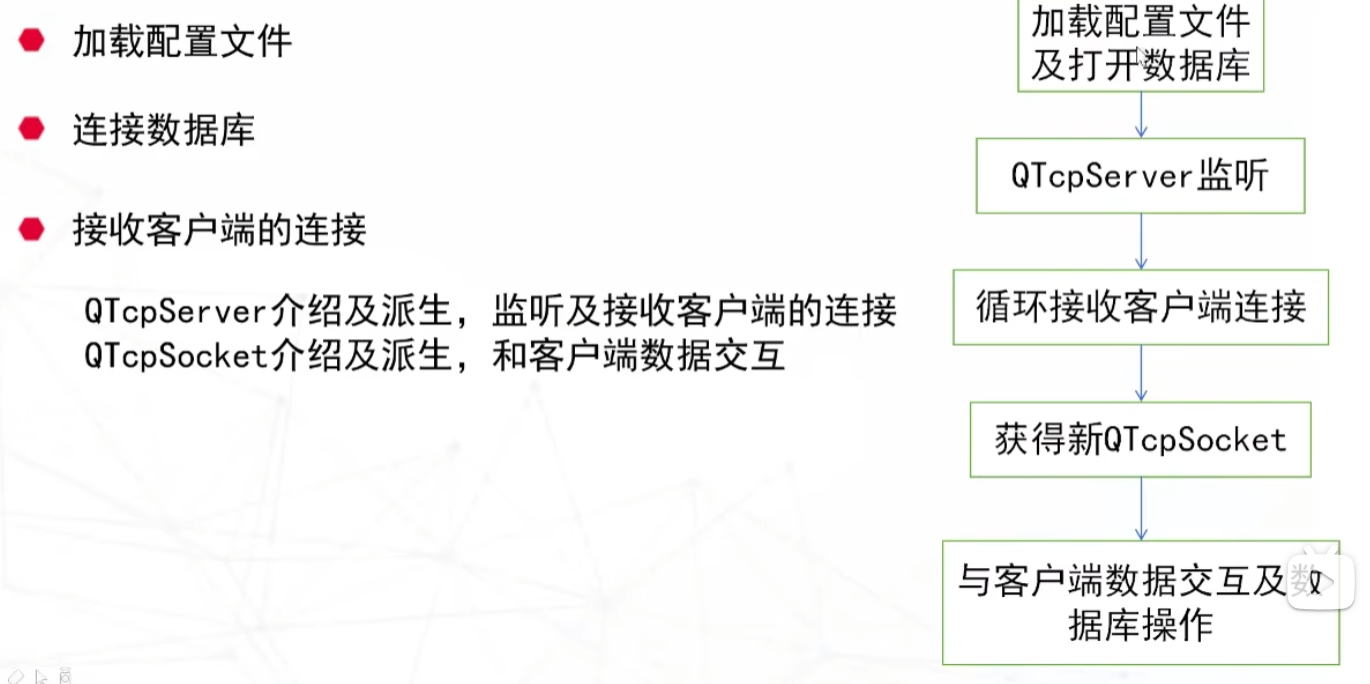 加载配置文件
连接数据库
接收客户端的连接
QTcpServer介绍及派生，监听及接收客户端的连接
QTcpSocket介绍及派生，和客户端数据交互
加载配置文件
及打开数据库
QTcpServer监听
循环接收客户端连接
获得新QTcpSocket
与客户端数据交互及数
据库操作